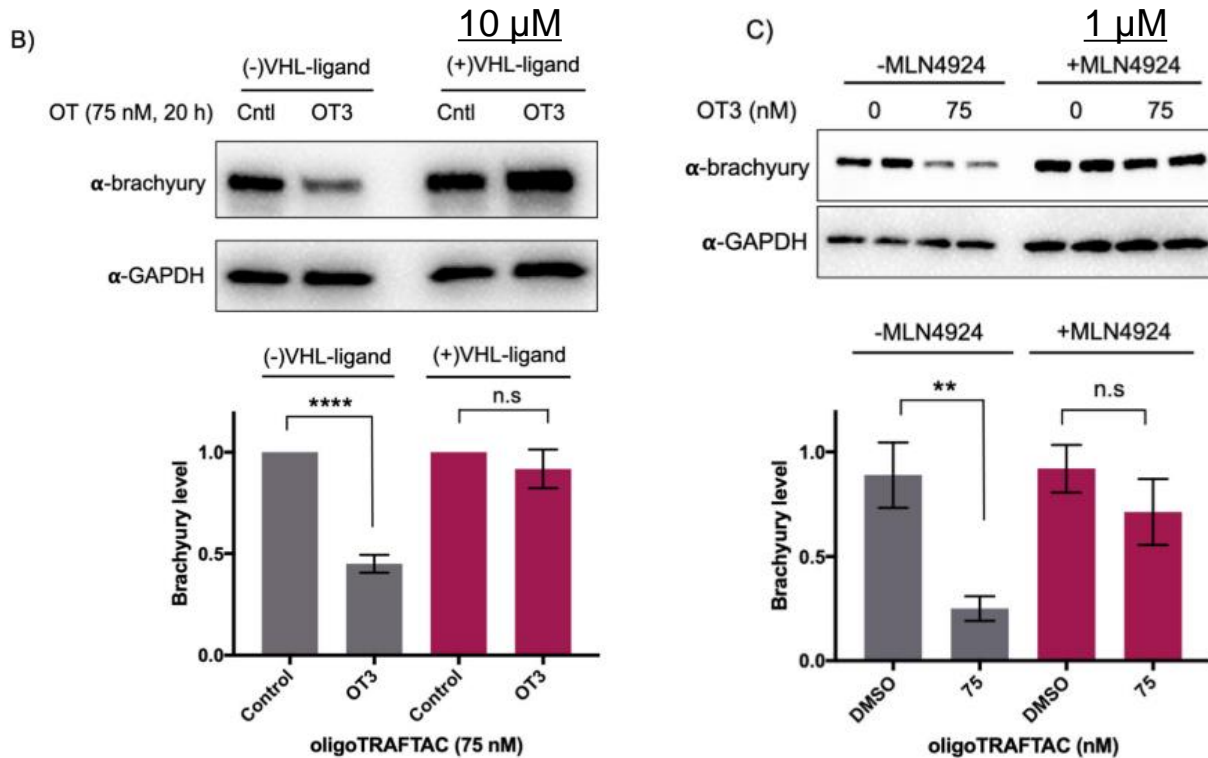 B)
10 µM
(-)VHL-ligand (+)VHL-ligand
OT (75 nM, 20 h) Cntl OT3 Cntl OT3
α-brachyury
α-GAPDH
(-)VHL-ligand (+)VHL-ligand
**** n.s
1.0
0.5
0.0
Brachyury level
Control OT3 Control OT3
oligoTRAFTAC (75 nM)
C)
1 µM
-MLN4924 +MLN4924
OT3 (nM) 0 75 0 75
α-brachyury
α-GAPDH
-MLN4924 +MLN4924
** n.s
1.0
0.5
0.0
Brachyury level
DMSO 75 DMSO 75
oligoTRAFTAC (nM)